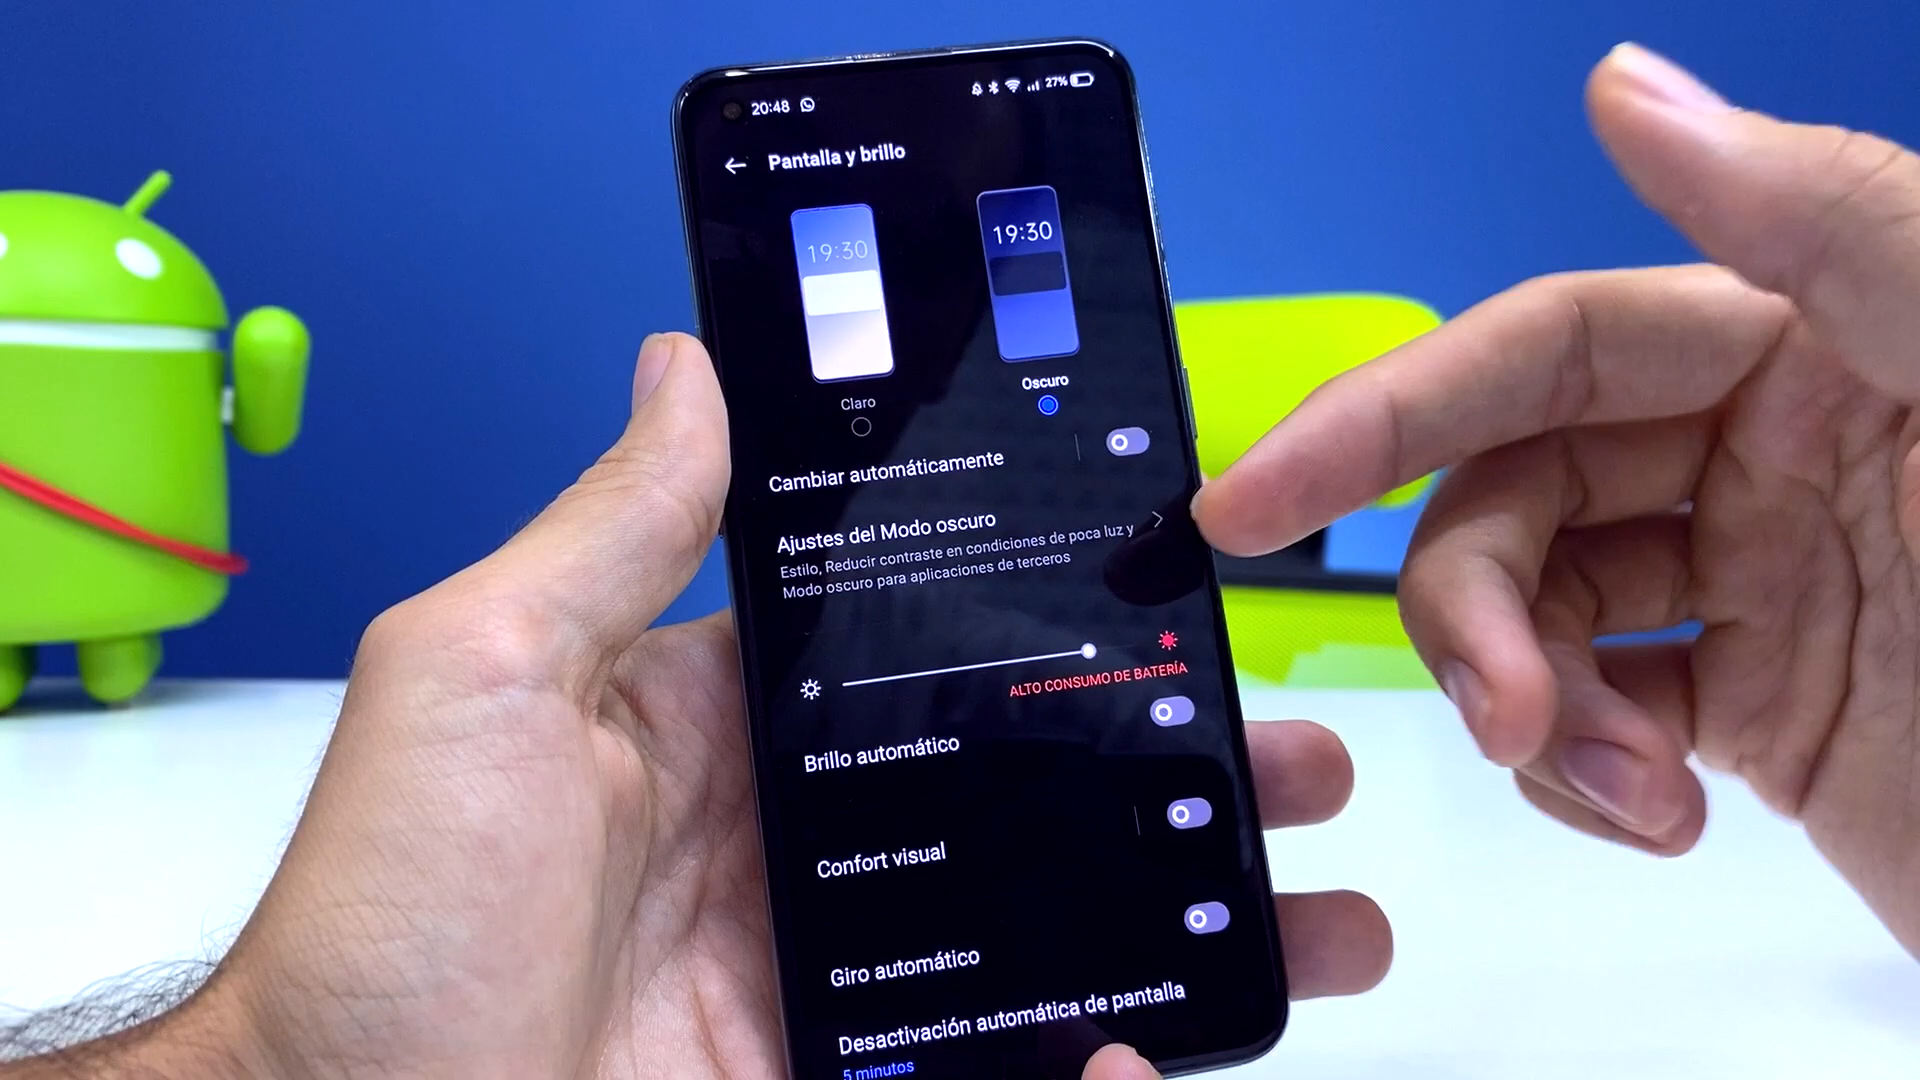 20:48
27%
Pantalla y brillo
19:30
19:30
Claro
Oscuro
Cambiar automáticamente
Ajustes del Modo oscuro
Estilo, Reducir contraste en condiciones de poca luz y
Modo oscuro para aplicaciones de terceros
ALTO CONSUMO DE BATERÍA
Brillo automático
Confort visual
Giro automático
Desactivación automática de pantalla
5 minutos